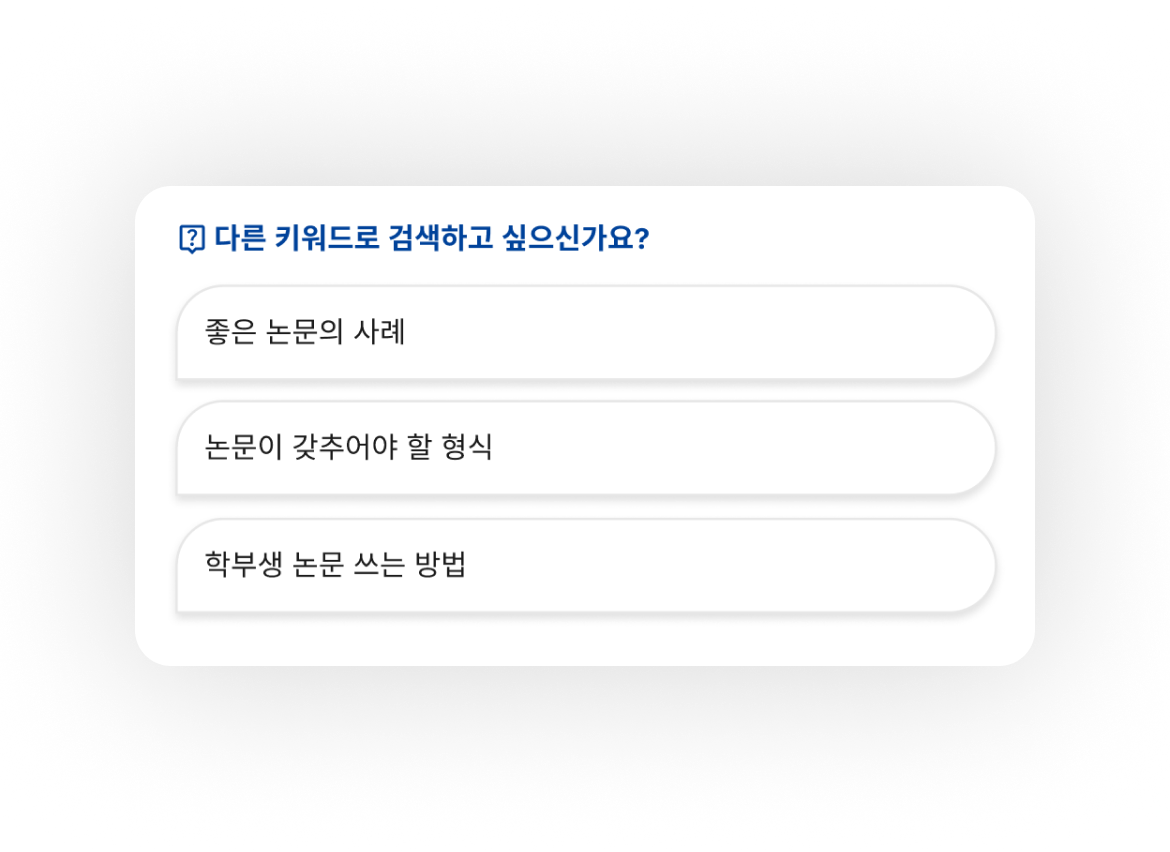 다른 키워드로 검색하고 싶으신가요?
좋은 논문의 사례
논문이 갖추어야 할 형식
학부생 논문 쓰는 방법